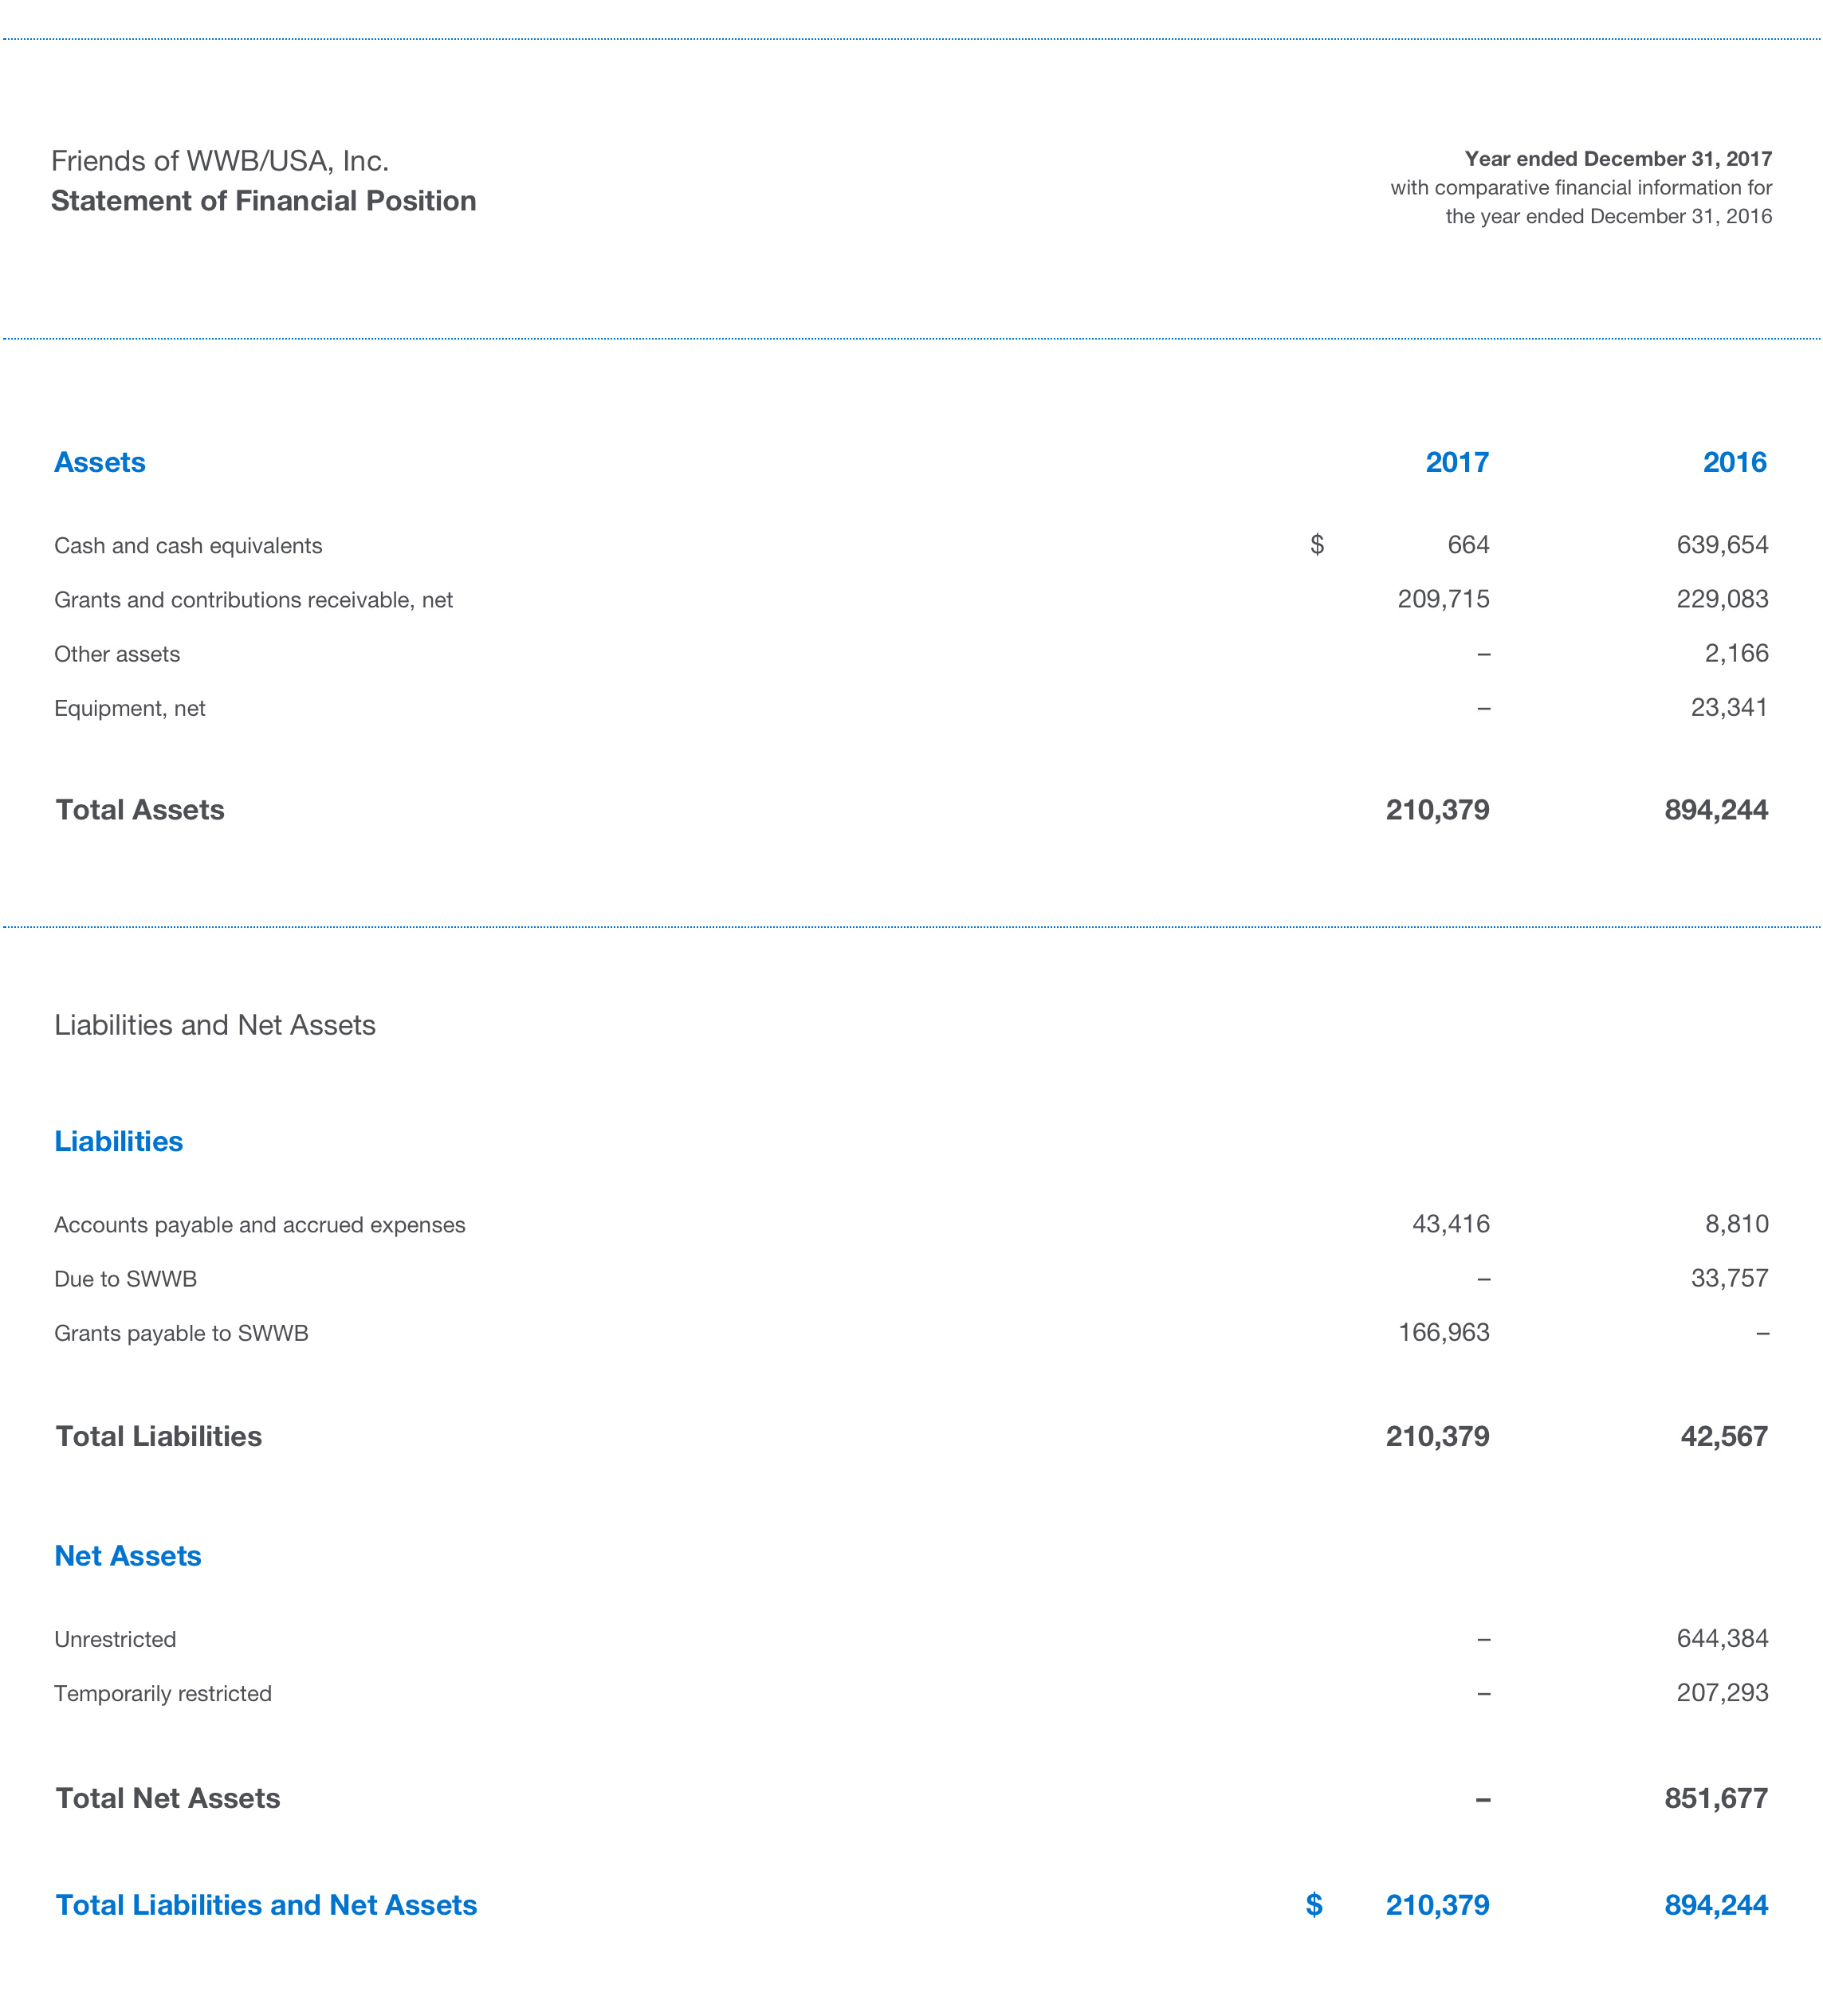 Friends of WWB/USA, Inc.
Statement of Financial Position
Year ended December 31, 2017
with comparative financial information for
the year ended December 31, 2016
Assets 2017 2016
Cash and cash equivalents $ 664 639,654
Grants and contributions receivable, net 209,715 229,083
Other assets – 2,166
Equipment, net – 23,341
Total Assets 210,379 894,244
Liabilities and Net Assets
Liabilities
Accounts payable and accrued expenses 43,416 8,810
Due to SWWB – 33,757
Grants payable to SWWB 166,963 –
Total Liabilities 210,379 42,567
Net Assets
Unrestricted – 644,384
Temporarily restricted – 207,293
Total Net Assets – 851,677
Total Liabilities and Net Assets $ 210,379 894,244